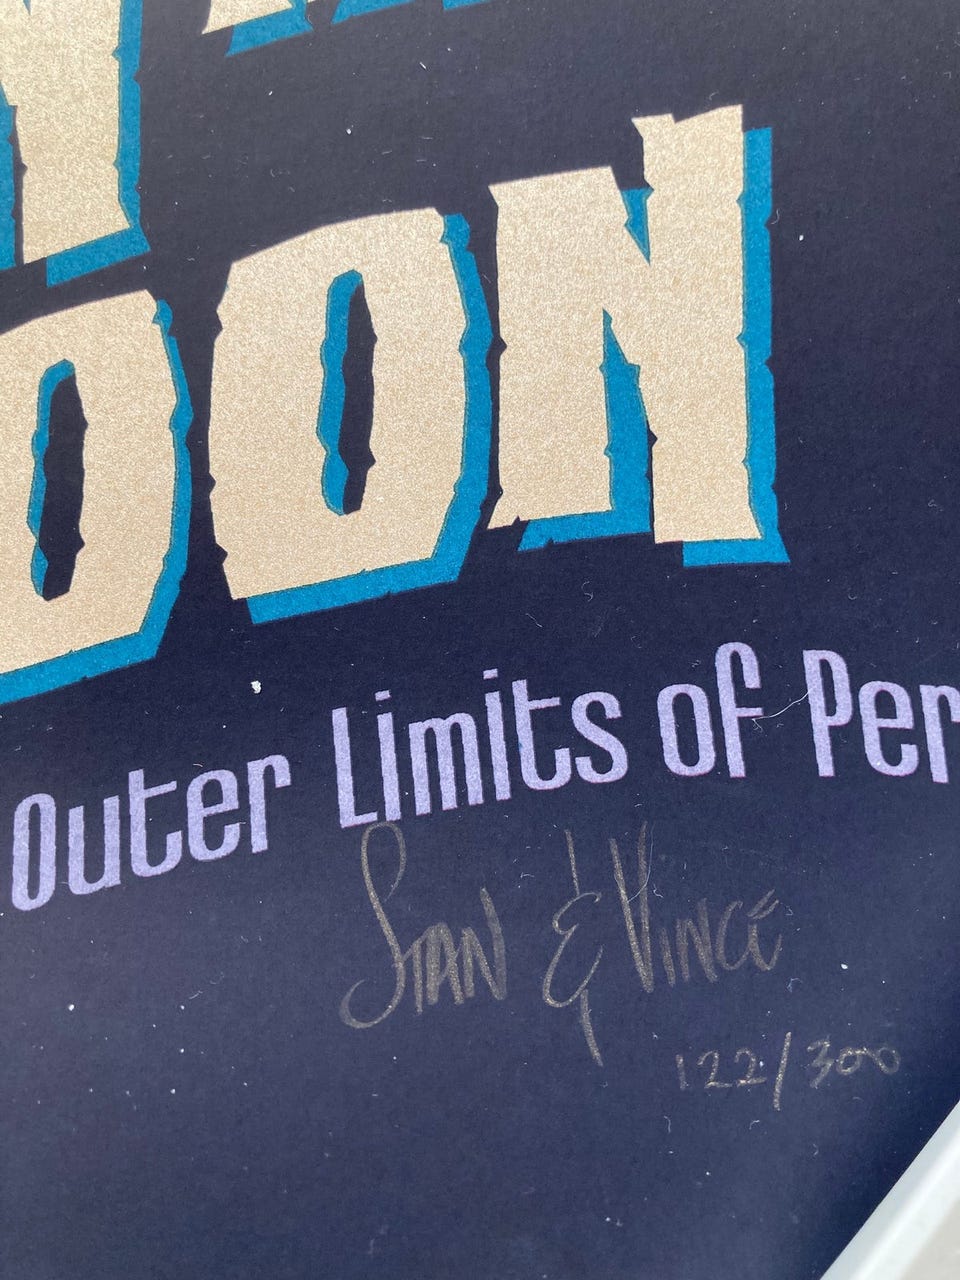 OON
Outer Limits of Per
Stan & Vince
122/300